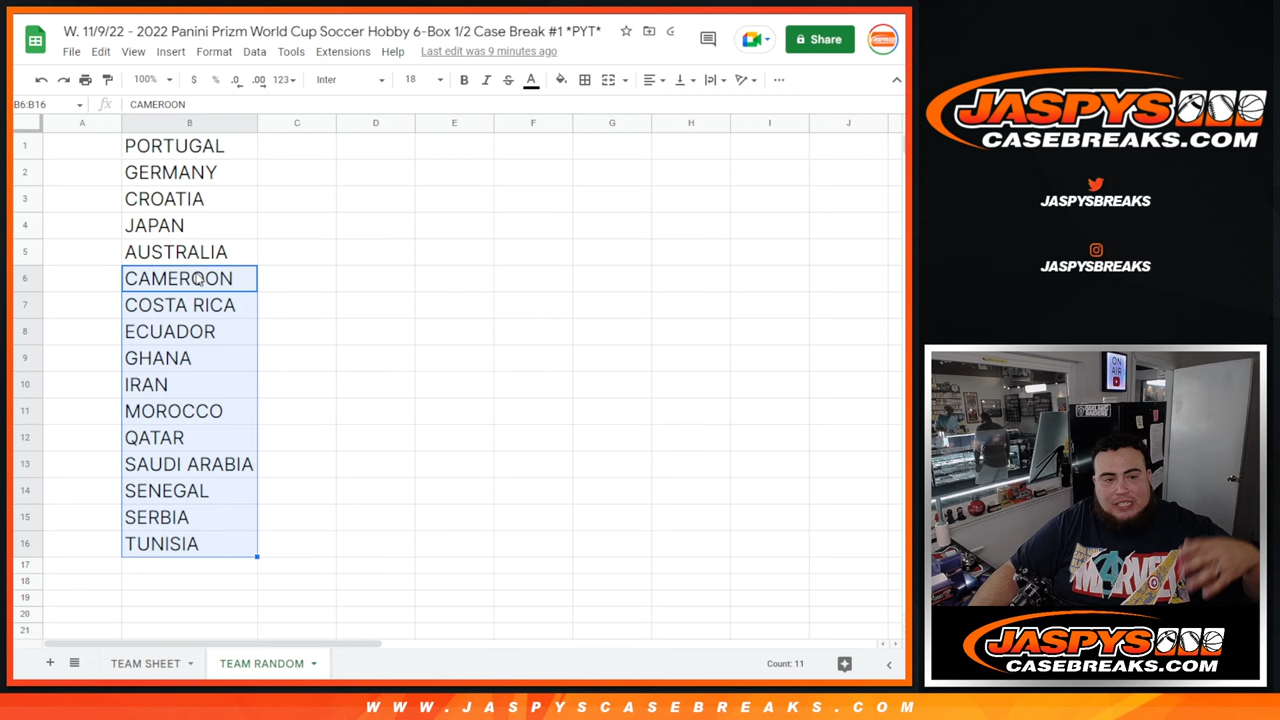 W. 11/9/22 - 2022 Panini Prizm World Cup Soccer Hobby 6-Box 1/2 Case Break #1 *PYT*
File Edit View Insert Format Data Tools Extensions Help Last edit was 9 minutes ago
Share
100% $ % .0 .00 123 Inter 18 B I S A
B6:B16 fx CAMEROON
A B C D E F G H I J
1 PORTUGAL
2 GERMANY
3 CROATIA
4 JAPAN
5 AUSTRALIA
6 CAMEROON
7 COSTA RICA
8 ECUADOR
9 GHANA
10 IRAN
11 MOROCCO
12 QATAR
13 SAUDI ARABIA
14 SENEGAL
15 SERBIA
16 TUNISIA
17
18
19
20
21
TEAM SHEET TEAM RANDOM Count: 11
JASPYS
CASEBREAKS.COM
JASPYSBREAKS
JASPYSBREAKS
ON
AIR
OAKLAND
RAIDERS
MARVEL
JASPYS
CASEBREAKS.COM
WWW.JASPYSCASEBREAKS.COM